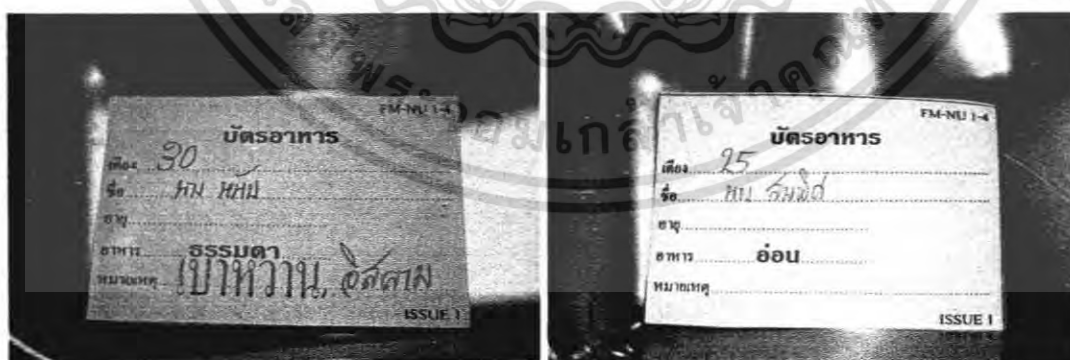 FM-NU 1-4
บัตรอาหาร
เตียง 30
ชื่อ
อายุ
อาหาร ธรรมดา
หมายเหตุ เบาหวาน, อิสลาม
ISSUE 1
FM-NU 1-4
บัตรอาหาร
เตียง 25
ชื่อ
อายุ
อาหาร อ่อน
หมายเหตุ
ISSUE 1